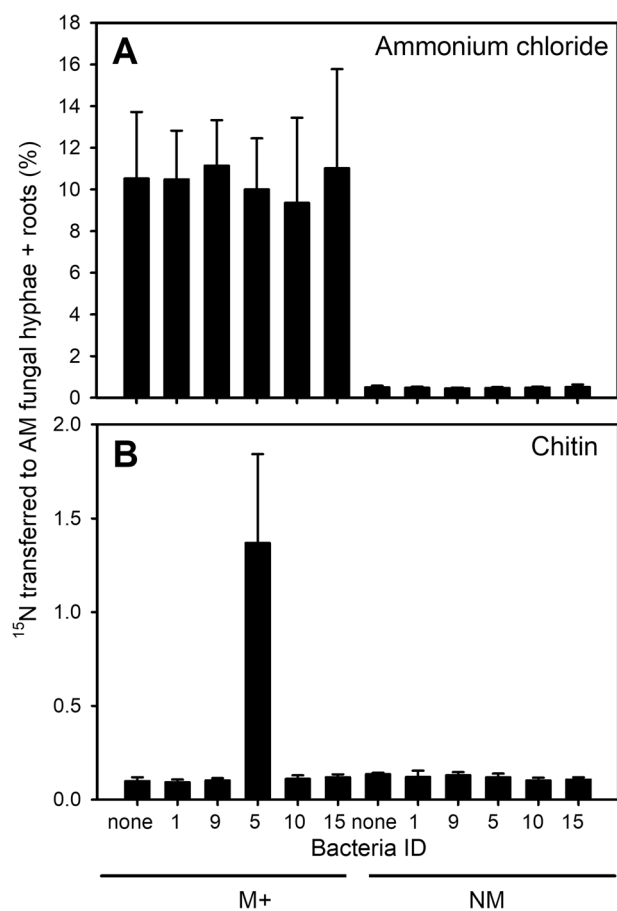 18
16
14
12
10
8
6
4
2
0
A
Ammonium chloride
2.0
1.5
1.0
0.5
0.0
B
Chitin
¹⁵N transferred to AM fungal hyphae + roots (%)
none 1 9 5 10 15 none 1 9 5 10 15
Bacteria ID
M+ NM